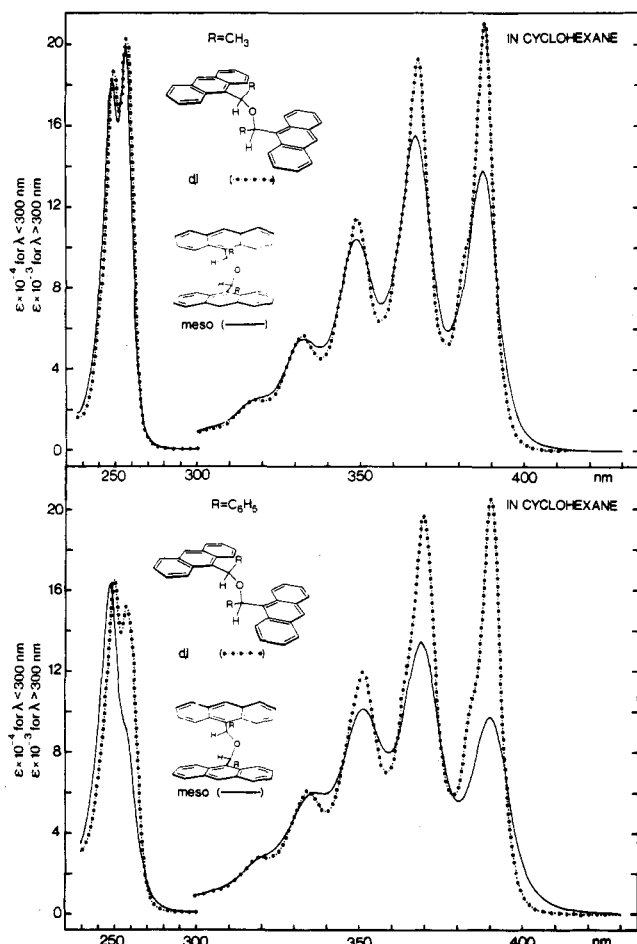 20
16
12
8
4
0
ε×10⁻⁴ for λ <300 nm
ε×10⁻³ for λ >300 nm
R=CH₃
IN CYCLOHEXANE
R
H
O
R
H
d,l (••••••••)
R
H
O
H
R
meso (——)
250
300
350
400
nm
20
16
12
8
4
0
ε×10⁻⁴ for λ <300 nm
ε×10⁻³ for λ >300 nm
R=C₆H₅
IN CYCLOHEXANE
R
H
O
R
H
d,l (••••••)
R
H
O
H
R
meso (——)
250
300
350
400
nm